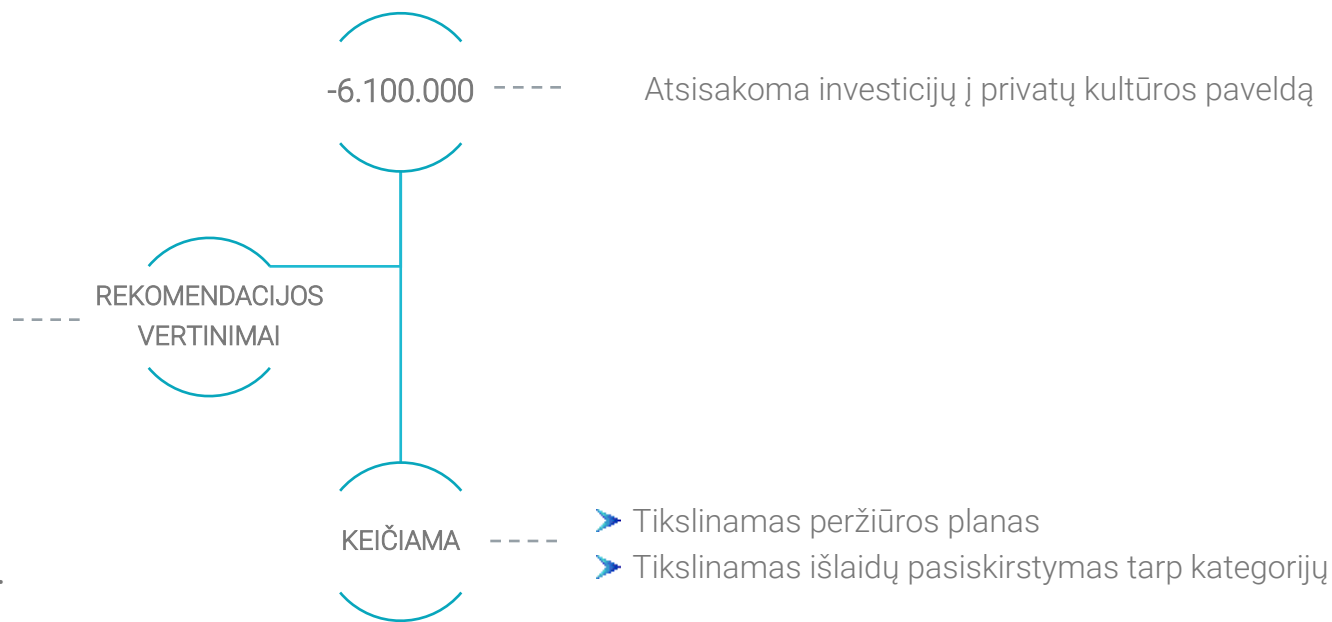 -6.100.000
Atsisakoma investicijų į privatų kultūros paveldą
REKOMENDACIJOS
VERTINIMAI
KEIČIAMA
Tikslinamas peržiūros planas
Tikslinamas išlaidų pasiskirstymas tarp kategorijų
.